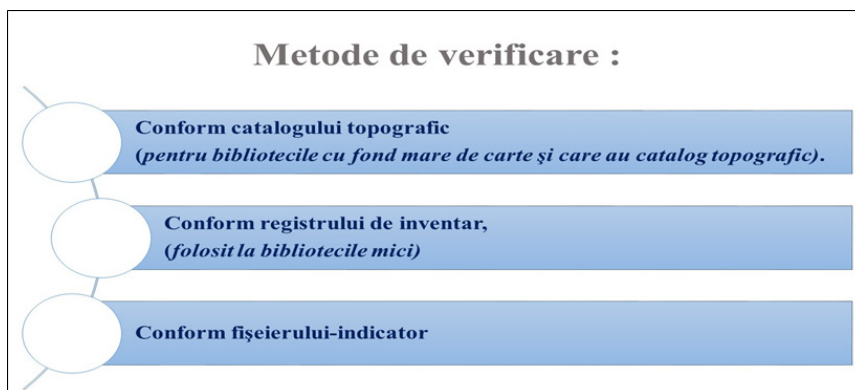 Metode de verificare :
Conform catalogului topografic
(pentru bibliotecile cu fond mare de carte şi care au catalog topografic).
Conform registrului de inventar,
(folosit la bibliotecile mici)
Conform fişeierului-indicator